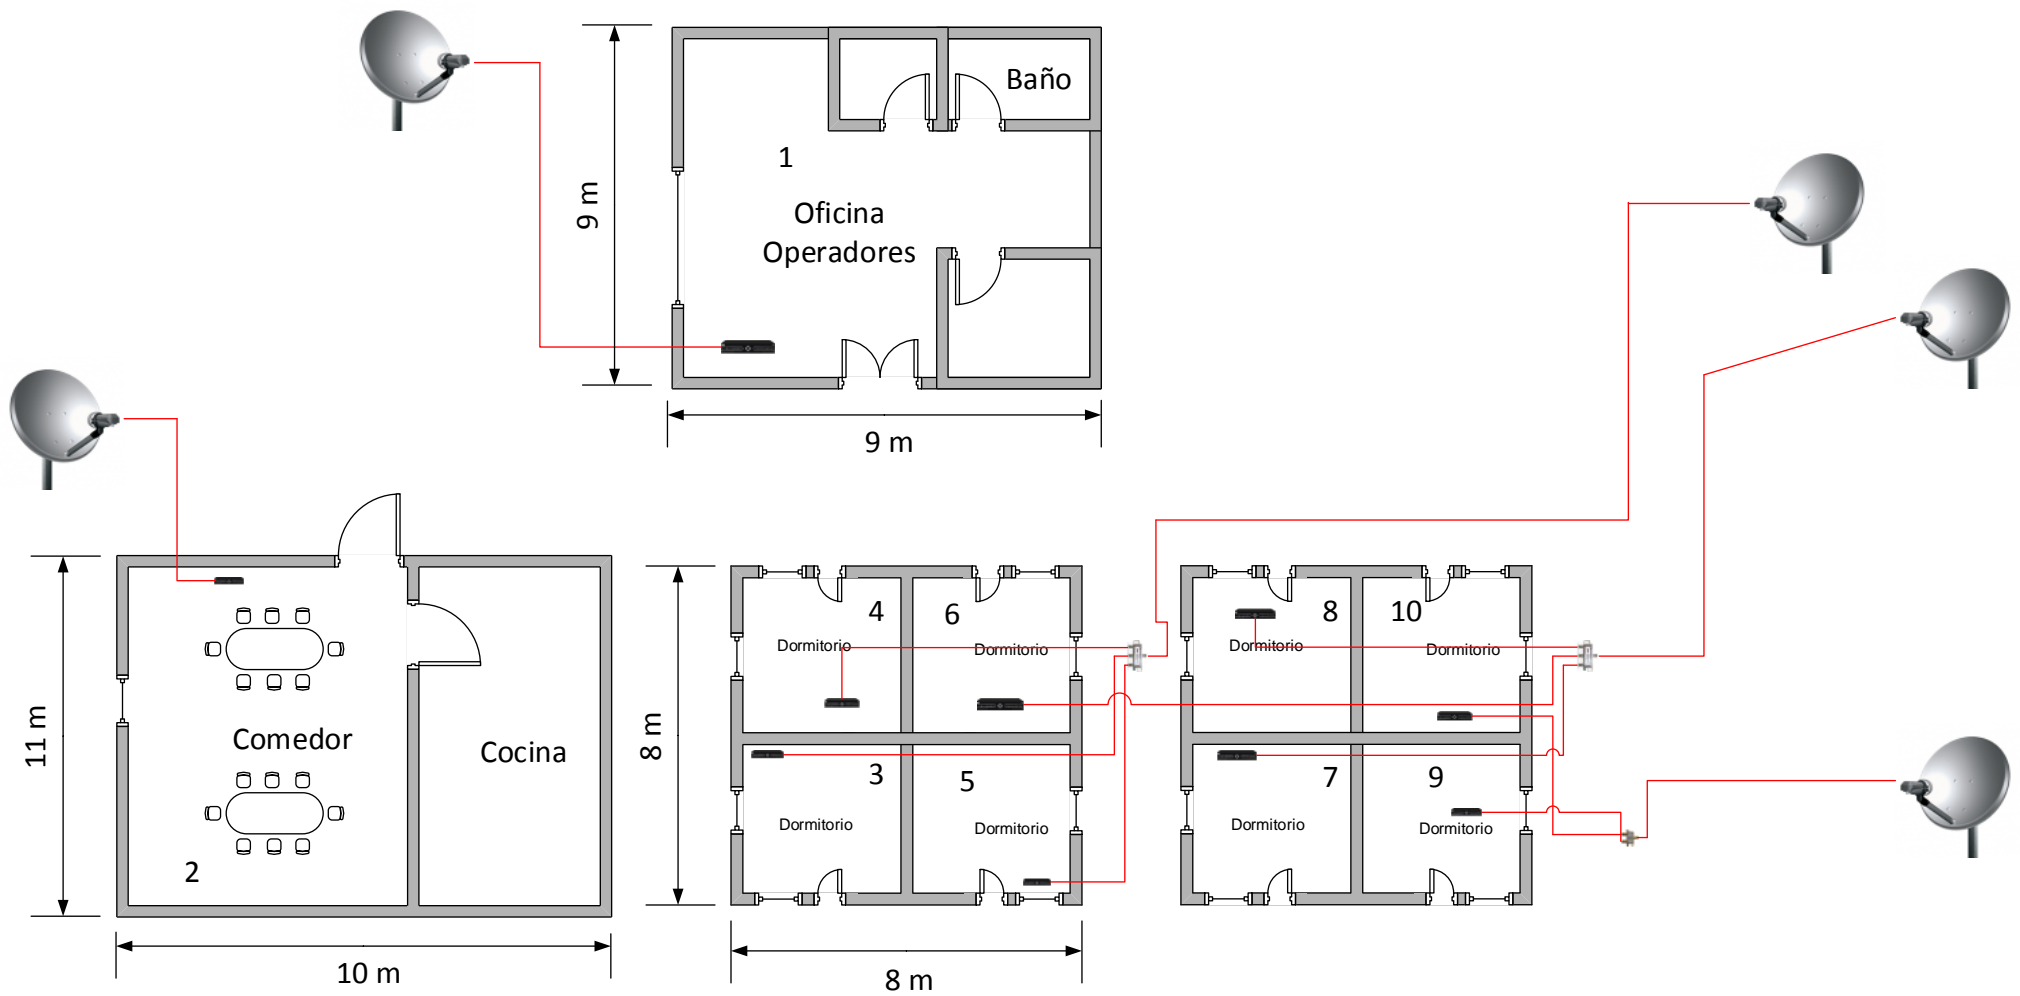 Baño
1
9 m
Oficina
Operadores
9 m
4
6
8
10
Dormitorio
Dormitorio
Dormitorio
Dormitorio
11 m
Comedor
Cocina
8 m
3
5
7
9
Dormitorio
Dormitorio
Dormitorio
Dormitorio
2
10 m
8 m